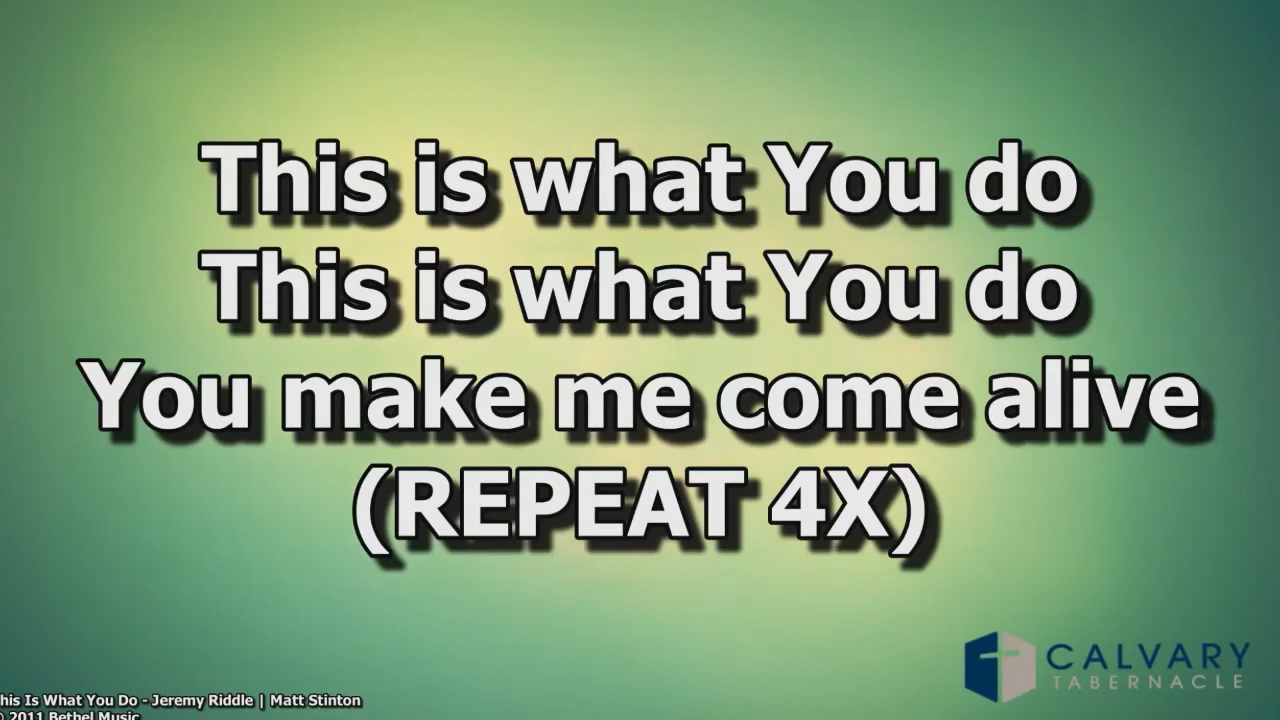 This is what You do
This is what You do
You make me come alive
(REPEAT 4X)
CALVARY
TABERNACLE
his Is What You Do - Jeremy Riddle | Matt Stinton
© 2011 Bethel Music